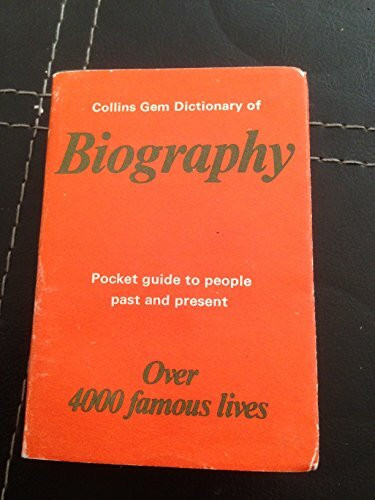 Collins Gem Dictionary of
Biography
Pocket guide to people
past and present
Over
4000 famous lives